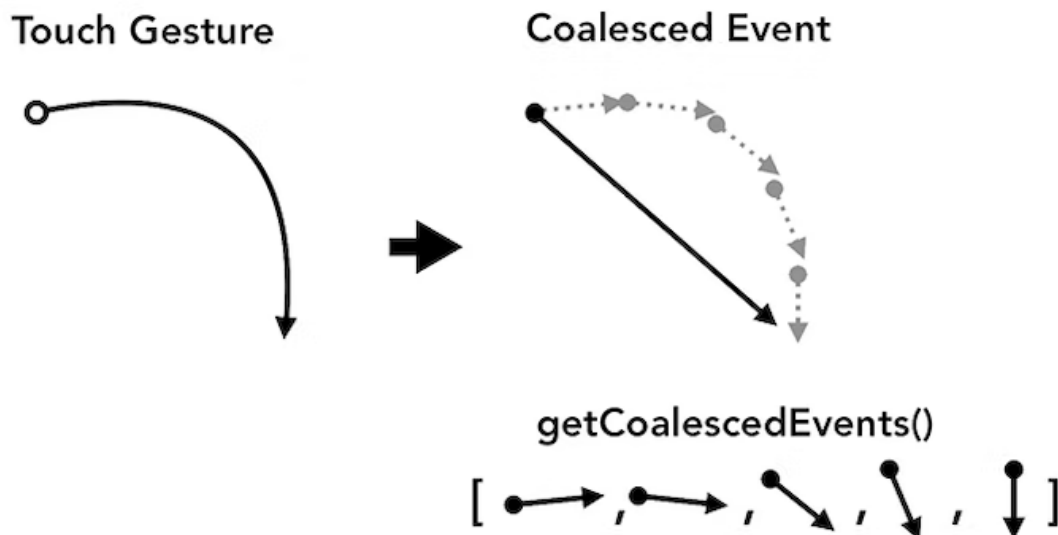 Touch Gesture
Coalesced Event
getCoalescedEvents()
[ , , , , ]